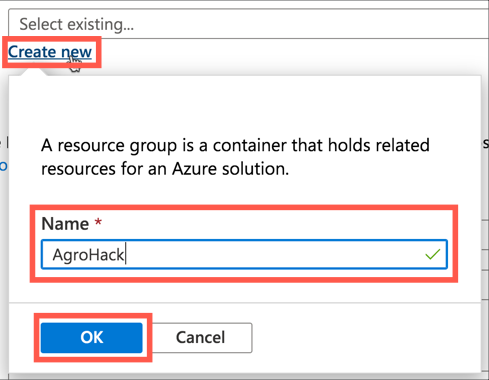 Select existing...
Create new
A resource group is a container that holds related
resources for an Azure solution.
Name *
AgroHack
OK
Cancel